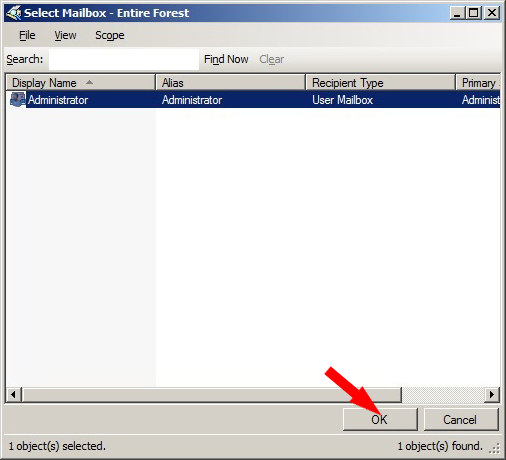 Select Mailbox - Entire Forest
File View Scope
Search: Find Now Clear
Display Name Alias Recipient Type Primary
Administrator Administrator User Mailbox Administ
OK Cancel
1 object(s) selected. 1 object(s) found.